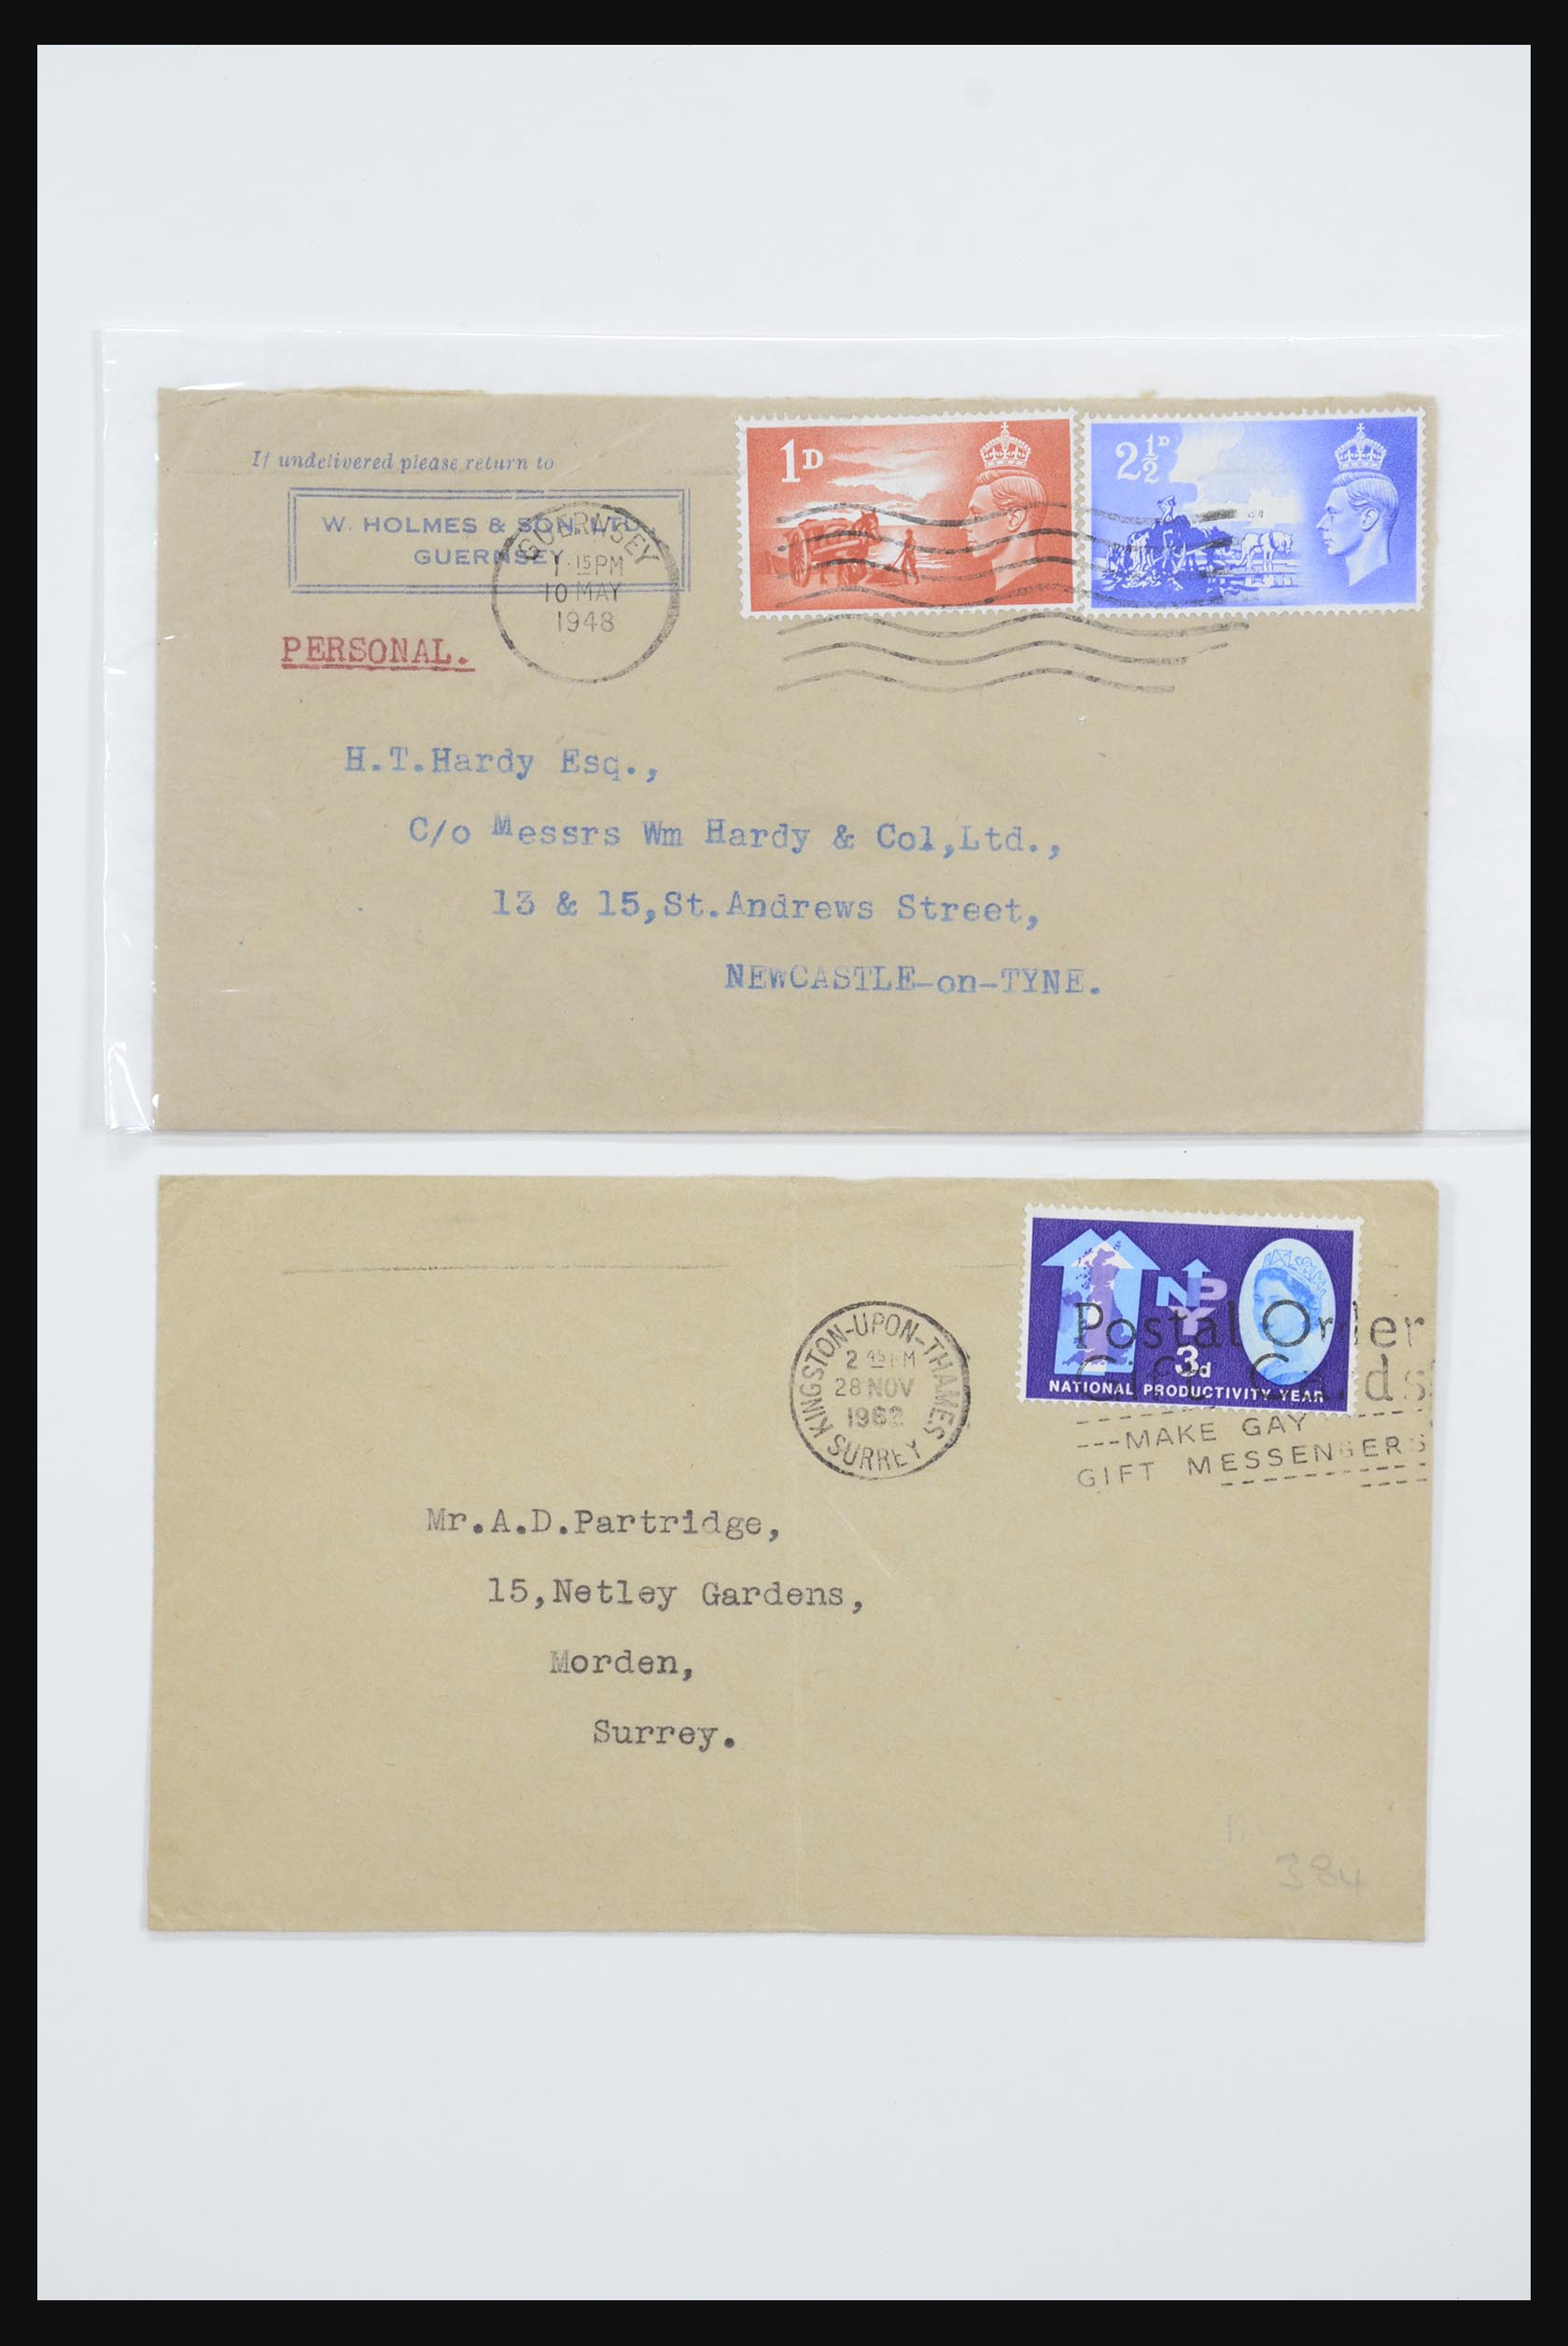 If undelivered please return to
W. HOLMES & SON, LTD.,
GUERNSEY
GUERNSEY
1·15 PM
10 MAY
1948
1D
2½D
PERSONAL.
H.T.Hardy Esq.,
C/o Messrs Wm Hardy & Col,Ltd.,
13 & 15,St.Andrews Street,
NEWCASTLE-on-TYNE.
KINGSTON-UPON-THAMES
2 45 PM
28 NOV
1962
SURREY
NPY
3d
NATIONAL PRODUCTIVITY YEAR
Postal Order
Gift Cards
---MAKE GAY
GIFT MESSENGERS
Mr.A.D.Partridge,
15,Netley Gardens,
Morden,
Surrey.
384